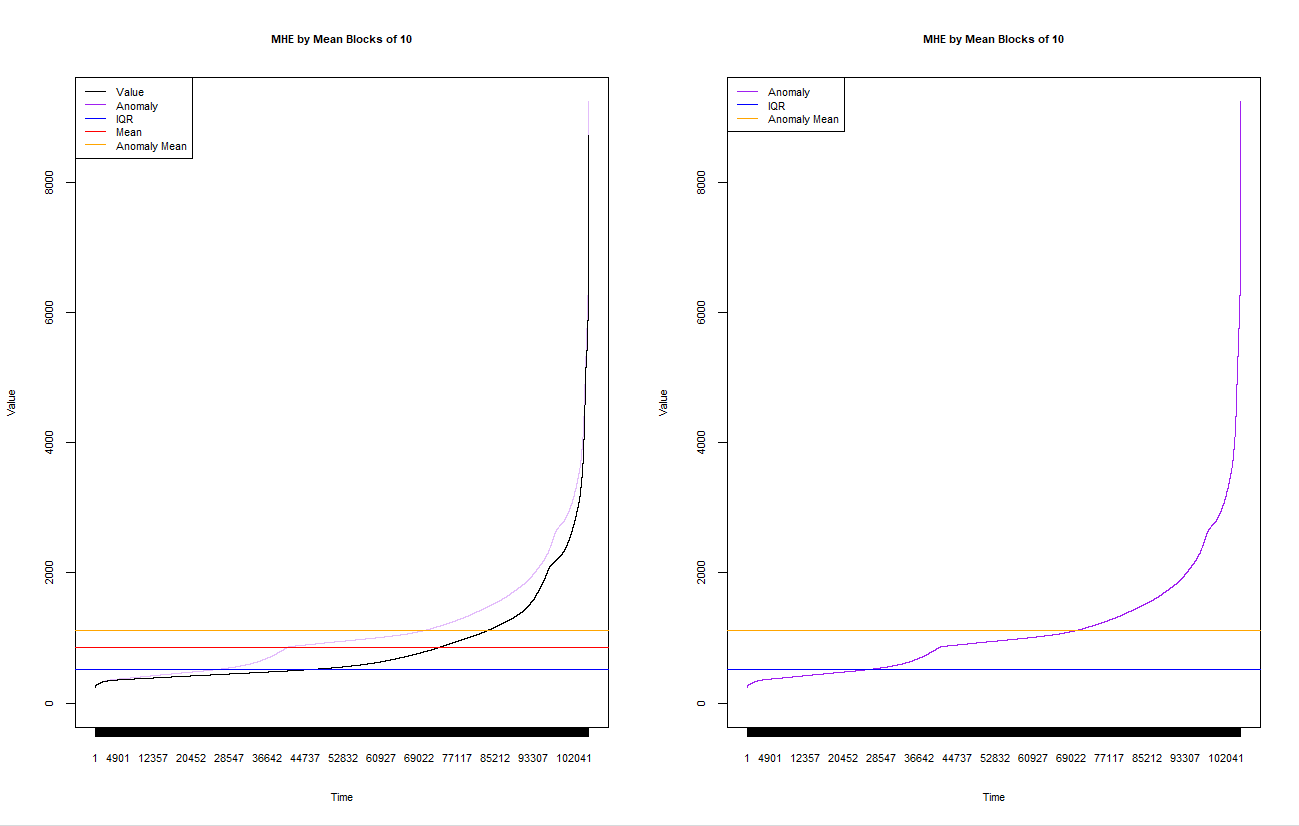 MHE by Mean Blocks of 10
Value
Anomaly
IQR
Mean
Anomaly Mean
8000
6000
4000
2000
0
Value
1 4901 12357 20452 28547 36642 44737 52832 60927 69022 77117 85212 93307 102041
Time
MHE by Mean Blocks of 10
Anomaly
IQR
Anomaly Mean
8000
6000
4000
2000
0
Value
1 4901 12357 20452 28547 36642 44737 52832 60927 69022 77117 85212 93307 102041
Time